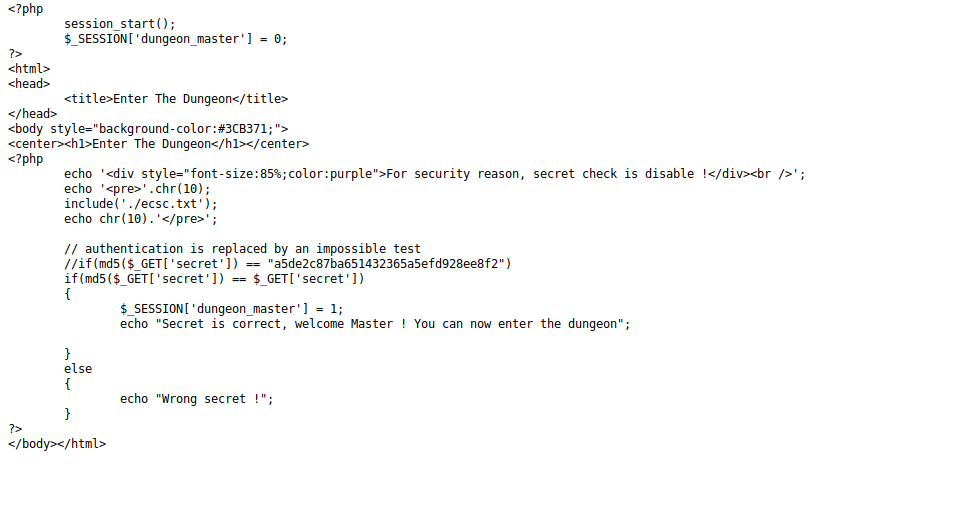 <?php
session_start();
$_SESSION['dungeon_master'] = 0;
?>
<html>
<head>
<title>Enter The Dungeon</title>
</head>
<body style="background-color:#3CB371;">
<center><h1>Enter The Dungeon</h1></center>
<?php
echo '<div style="font-size:85%;color:purple">For security reason, secret check is disable !</div><br />';
echo '<pre>'.chr(10);
include('./ecsc.txt');
echo chr(10).'</pre>';
// authentication is replaced by an impossible test
//if(md5($_GET['secret']) == "a5de2c87ba651432365a5efd928ee8f2")
if(md5($_GET['secret']) == $_GET['secret'])
{
$_SESSION['dungeon_master'] = 1;
echo "Secret is correct, welcome Master ! You can now enter the dungeon";
}
else
{
echo "Wrong secret !";
}
?>
</body></html>